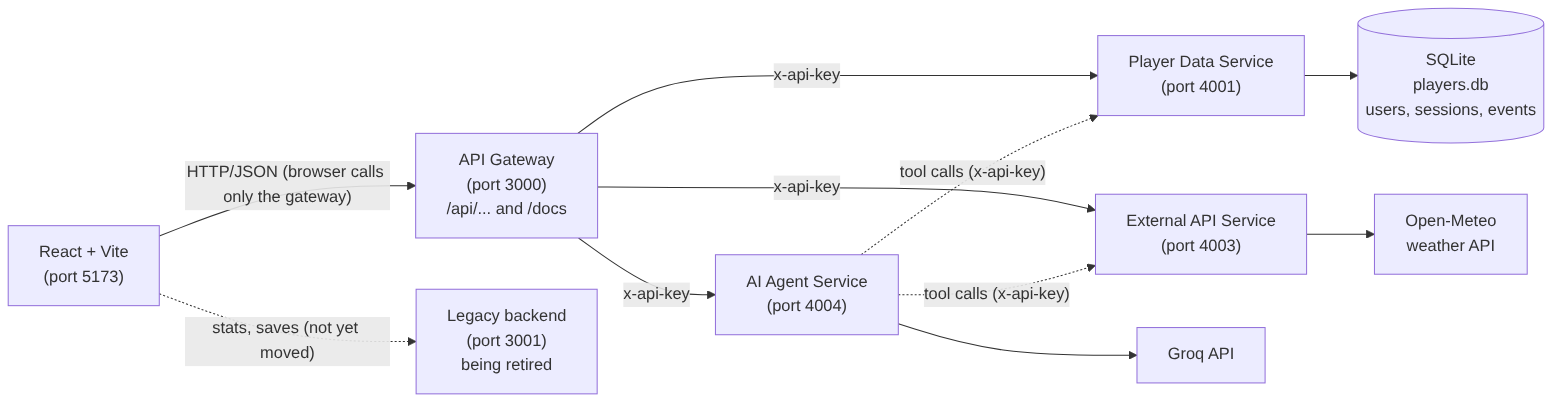 React + Vite
(port 5173)
HTTP/JSON (browser calls
only the gateway)
stats, saves (not yet
moved)
API Gateway
(port 3000)
/api/... and /docs
Legacy backend
(port 3001)
being retired
x-api-key
x-api-key
x-api-key
AI Agent Service
(port 4004)
tool calls (x-api-key)
tool calls (x-api-key)
Player Data Service
(port 4001)
External API Service
(port 4003)
Groq API
SQLite
players.db
users, sessions, events
Open-Meteo
weather API